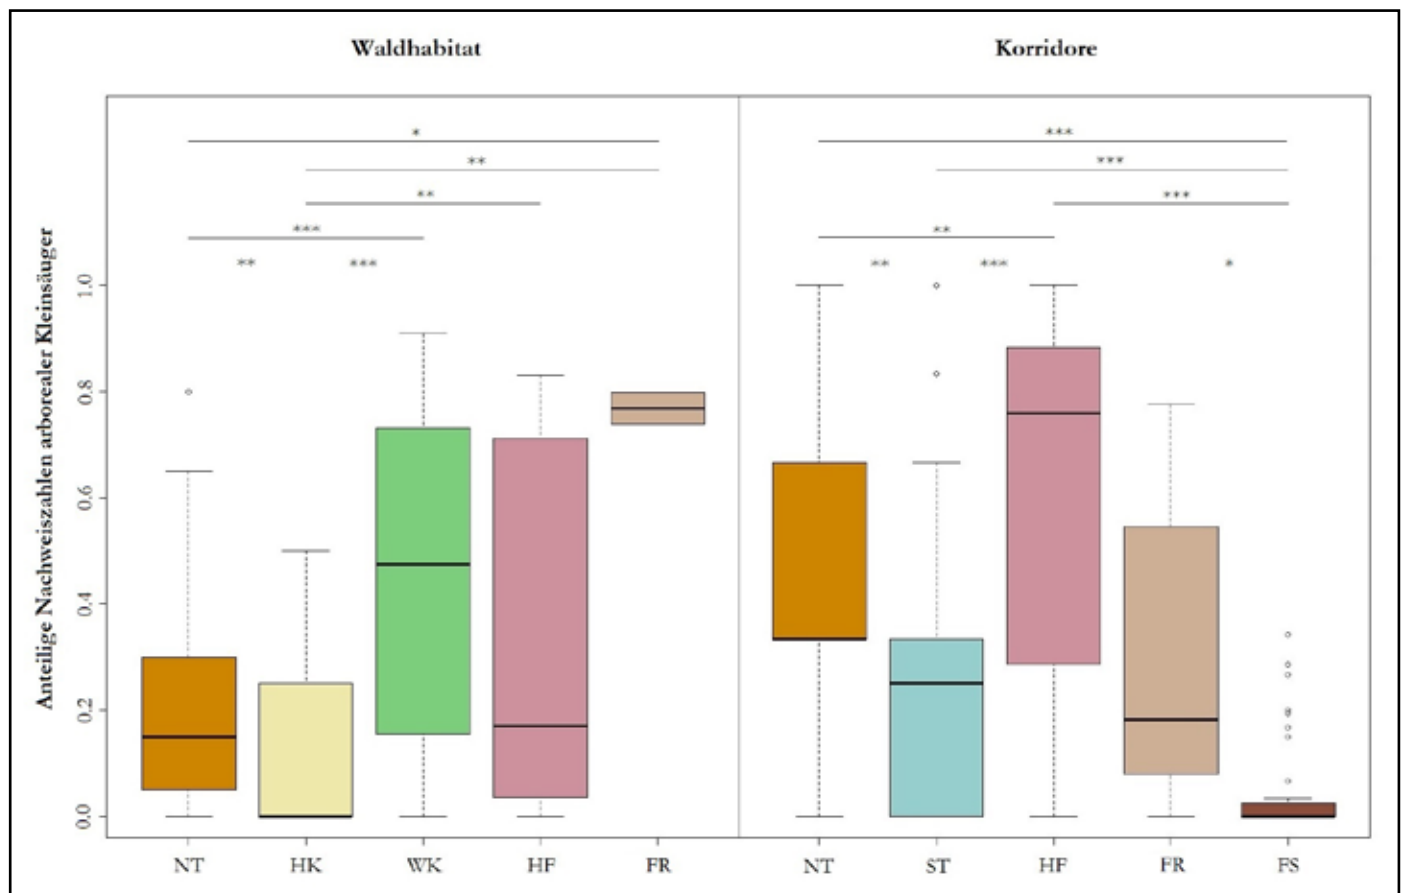 Waldhabitat
Korridore
Anteilige Nachweiszahlen arborealer Kleinsäuger
1.0
0.8
0.6
0.4
0.2
0.0
*
**
**
***
** ***
***
***
***
**
** *** *
NT HK WK HF FR
NT ST HF FR FS